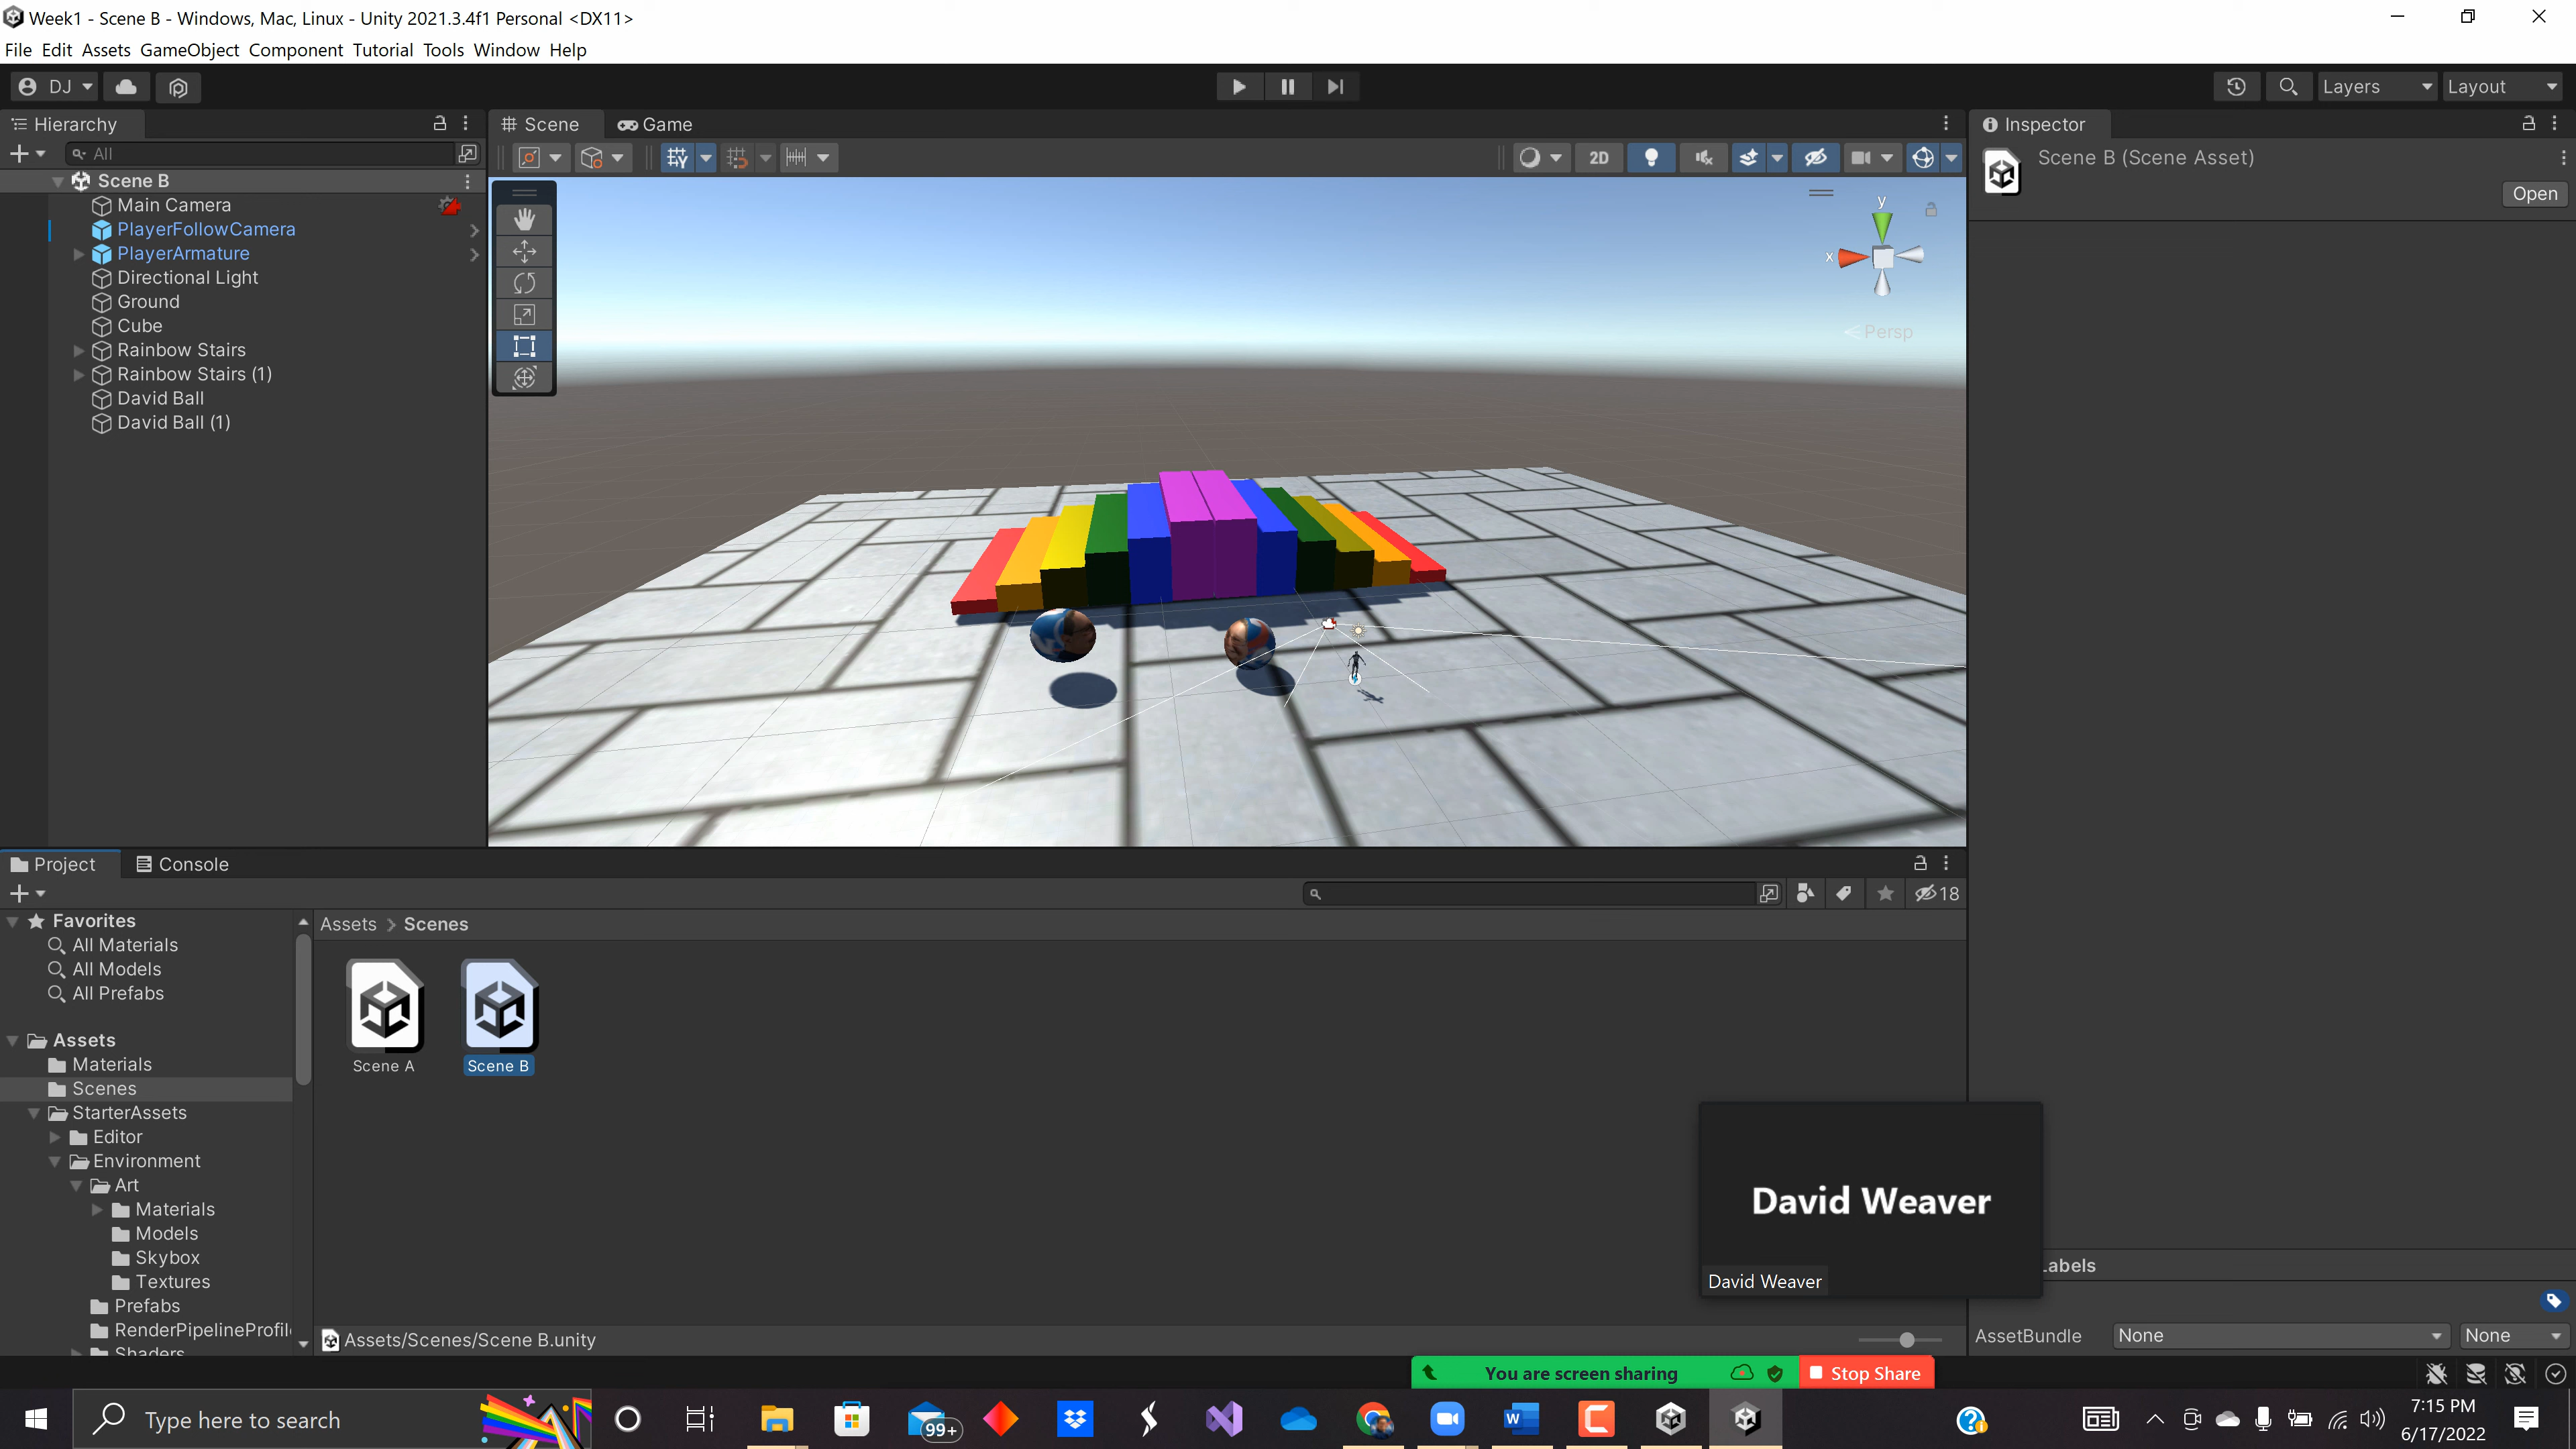 Week1 - Scene B - Windows, Mac, Linux - Unity 2021.3.4f1 Personal <DX11>
File Edit Assets GameObject Component Tutorial Tools Window Help
DJ
Layers
Layout
Hierarchy
Scene
Game
Inspector
All
2D
Scene B (Scene Asset)
Open
Scene B
Main Camera
PlayerFollowCamera
PlayerArmature
Directional Light
Ground
Cube
Rainbow Stairs
Rainbow Stairs (1)
David Ball
David Ball (1)
y
x
Persp
Project
Console
18
Favorites
All Materials
All Models
All Prefabs
Assets
Materials
Scenes
StarterAssets
Editor
Environment
Art
Materials
Models
Skybox
Textures
Prefabs
RenderPipelineProfil
Shaders
Assets > Scenes
Scene A
Scene B
Assets/Scenes/Scene B.unity
David Weaver
David Weaver
Labels
AssetBundle
None
None
You are screen sharing
Stop Share
Type here to search
99+
7:15 PM
6/17/2022